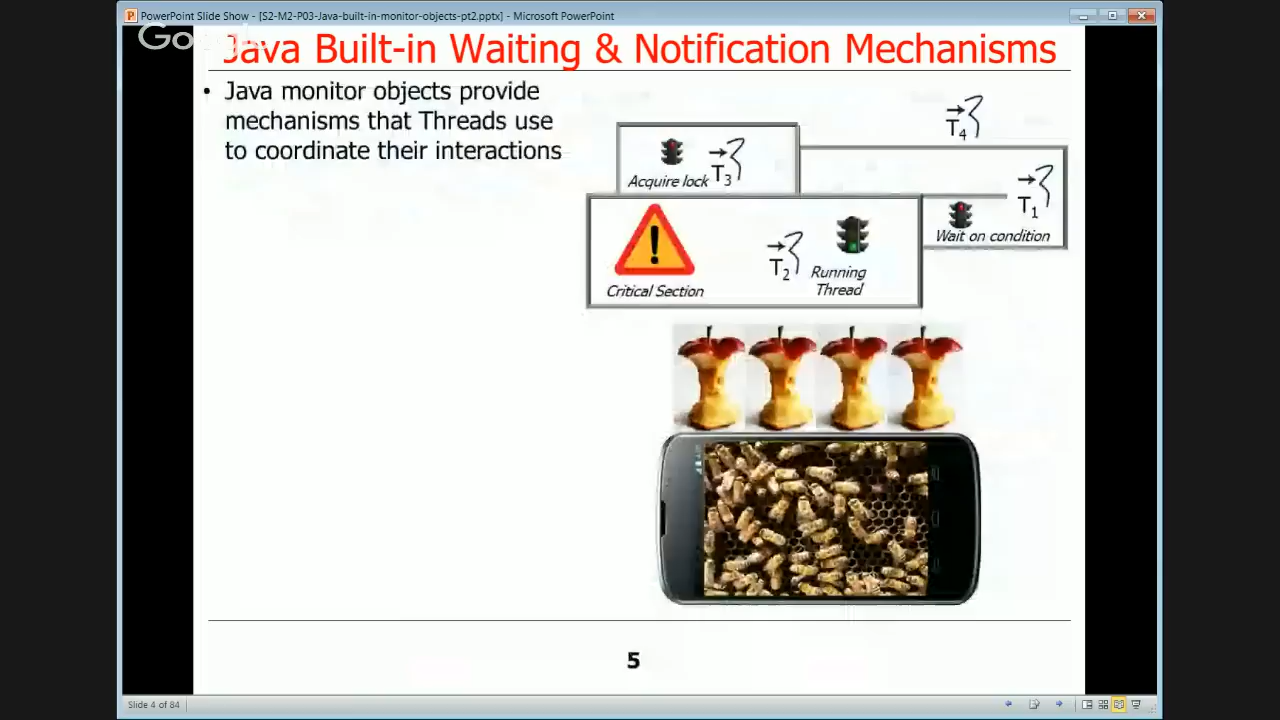 PowerPoint Slide Show - [S2-M2-P03-Java-built-in-monitor-objects-pt2.pptx] - Microsoft PowerPoint
Java Built-in Waiting & Notification Mechanisms
• Java monitor objects provide
mechanisms that Threads use
to coordinate their interactions
T4
T3
Acquire lock
T1
Wait on condition
T2
Running
Thread
Critical Section
5
Slide 4 of 84